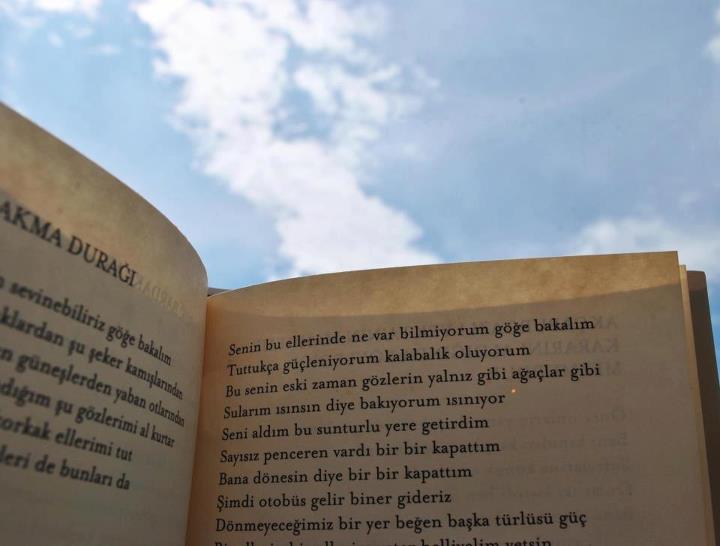 AKMA DURAĞI
sevinebiliriz göğe bakalım
şu şeker kamışlarından
güneşlerden yaban otlarından
şu gözlerimi al kurtar
ellerimi tut
de bunları da
Senin bu ellerinde ne var bilmiyorum göğe bakalım
Tuttukça güçleniyorum kalabalık oluyorum
Bu senin eski zaman gözlerin yalnız gibi ağaçlar gibi
Sularım ısınsın diye bakıyorum ısınıyor
Seni aldım bu sunturlu yere getirdim
Sayısız penceren vardı bir bir kapattım
Bana dönesin diye bir bir kapattım
Şimdi otobüs gelir biner gideriz
Dönmeyeceğimiz bir yer beğen başka türlüsü güç